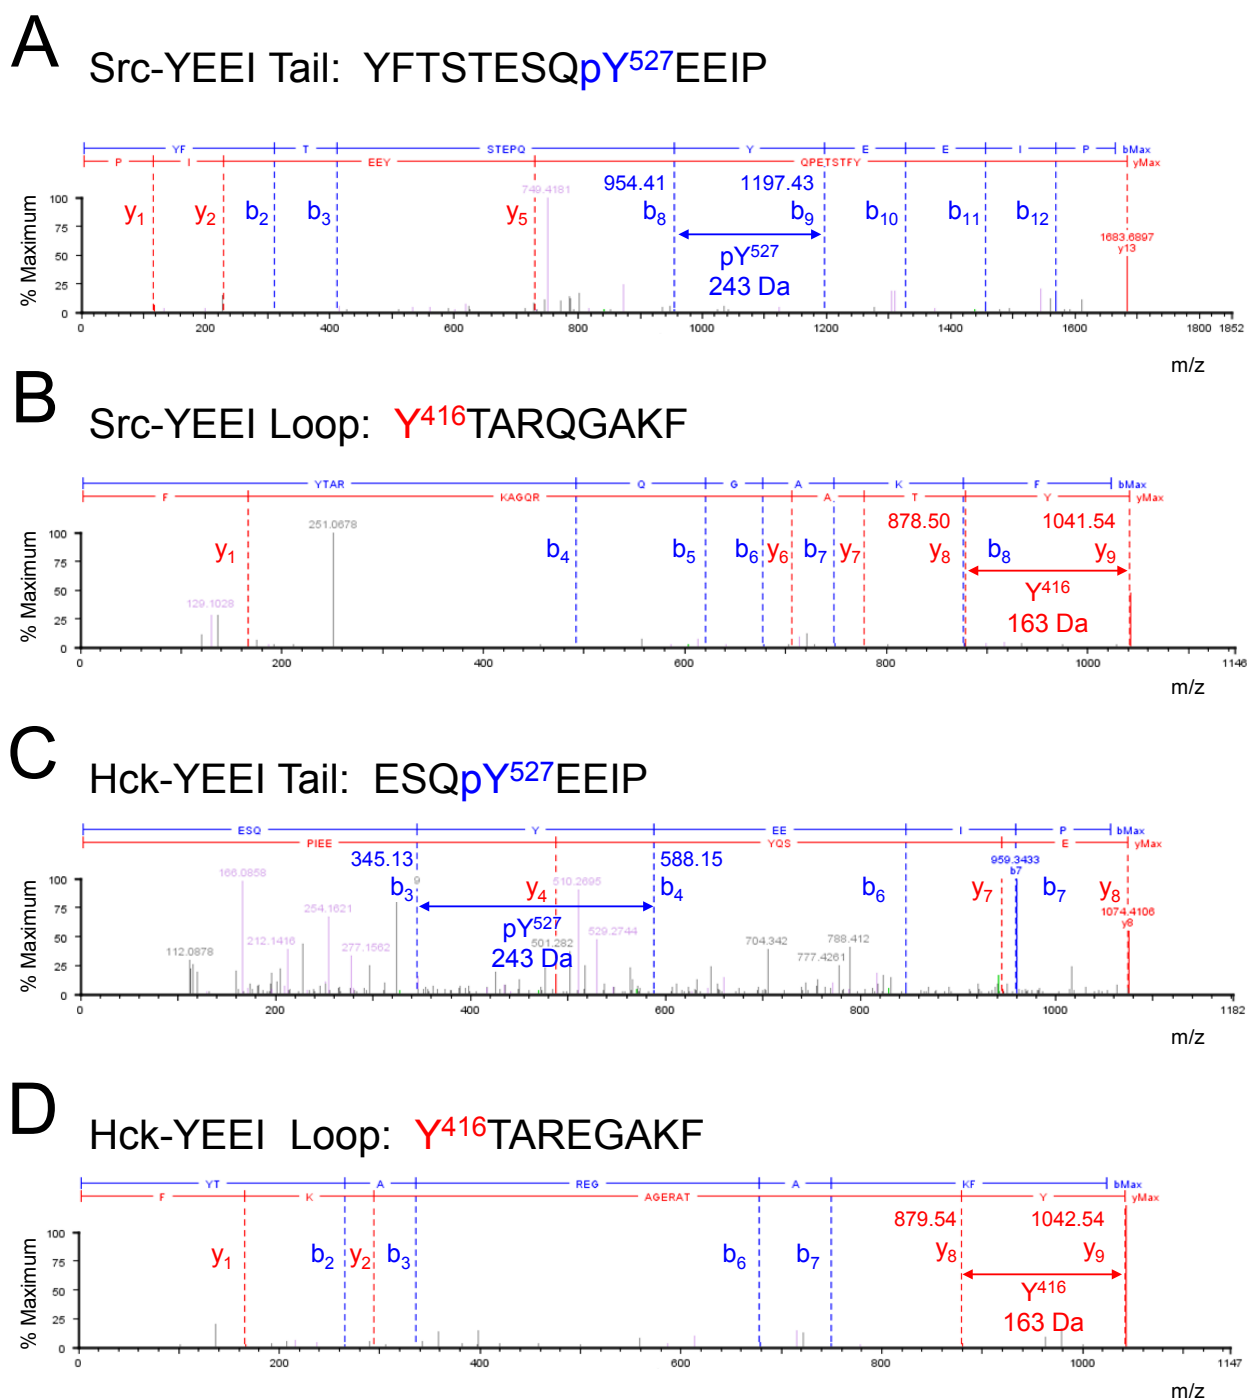 A
Src-YEEI Tail: YFTSTESQpY527EEIP
YF T STEPQ Y E E I P bMax
P I EEY QPETSTFY yMax
954.41 1197.43
749.4181
y1 y2 b2 b3 y5 b8 b9 b10 b11 b12
1683.6897
y13
pY527
243 Da
% Maximum
100
75
50
25
0
0 200 400 600 800 1000 1200 1400 1600 1800 1852
m/z
B
Src-YEEI Loop: Y416TARQGAKF
YTAR Q G A K F bMax
F KAGQR A T Y yMax
878.50 1041.54
251.0678
y1 b4 b5 b6 y6 b7 y7 y8 b8 y9
Y416
163 Da
129.1028
% Maximum
100
75
50
25
0
0 200 400 600 800 1000 1146
m/z
C
Hck-YEEI Tail: ESQpY527EEIP
ESQ Y EE I P bMax
PIEE YQS E yMax
345.13 588.15
959.3433
b7
166.0858
9
510.2695
b3 y4 b4 b6 y7 b7 y8
254.1621
1074.4106
y8
pY527
243 Da
212.1416
277.1562
501.282
529.2744
112.0878
704.342
788.412
777.4261
% Maximum
100
75
50
25
0
0 200 400 600 800 1000 1182
m/z
D
Hck-YEEI Loop: Y416TAREGAKF
YT A REG A KF bMax
F K AGERAT Y yMax
879.54 1042.54
y1 b2 y2 b3 b6 b7 y8 y9
Y416
163 Da
% Maximum
100
75
50
25
0
0 200 400 600 800 1000 1147
m/z